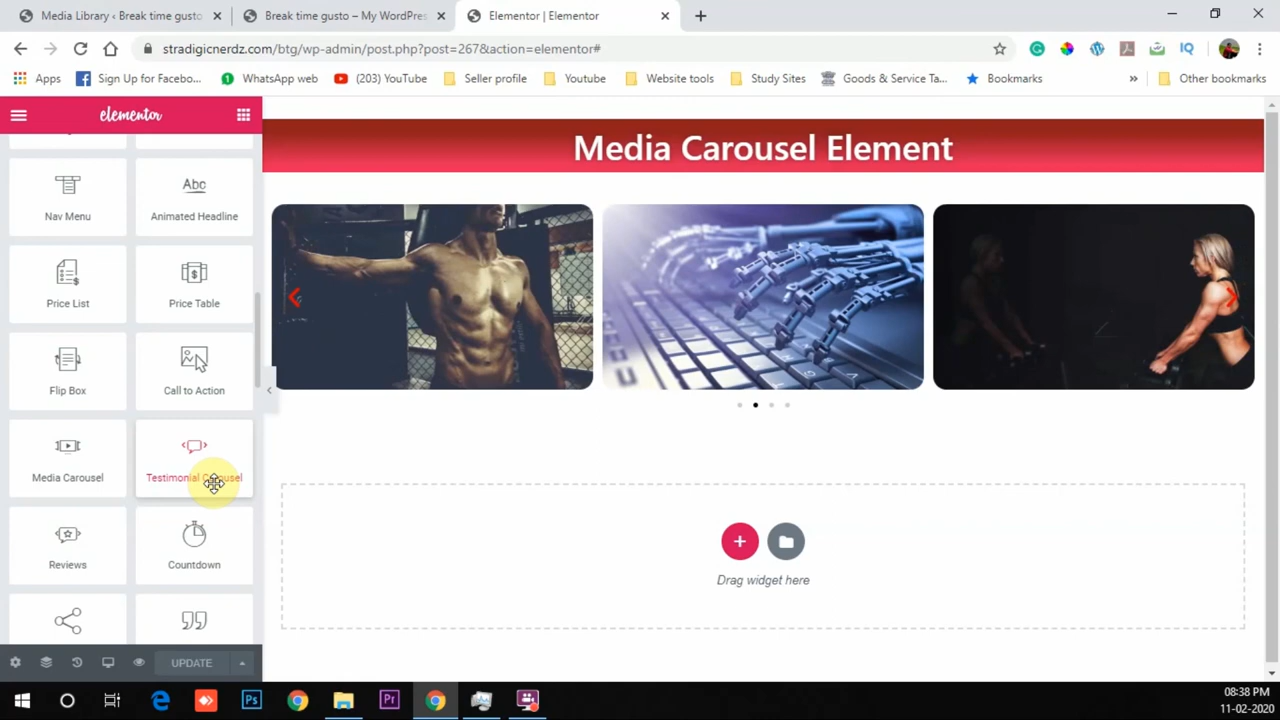 Media Library ‹ Break time gusto
Break time gusto – My WordPres
Elementor | Elementor
stradigicnerdz.com/btg/wp-admin/post.php?post=267&action=elementor#
Apps
Sign Up for Facebo...
WhatsApp web
(203) YouTube
Seller profile
Youtube
Website tools
Study Sites
Goods & Service Ta...
Bookmarks
»
Other bookmarks
elementor
Media Carousel Element
Nav Menu
Abc
Animated Headline
Price List
Price Table
Flip Box
Call to Action
Media Carousel
Testimonial Carousel
Reviews
Countdown
Drag widget here
UPDATE
08:38 PM
11-02-2020